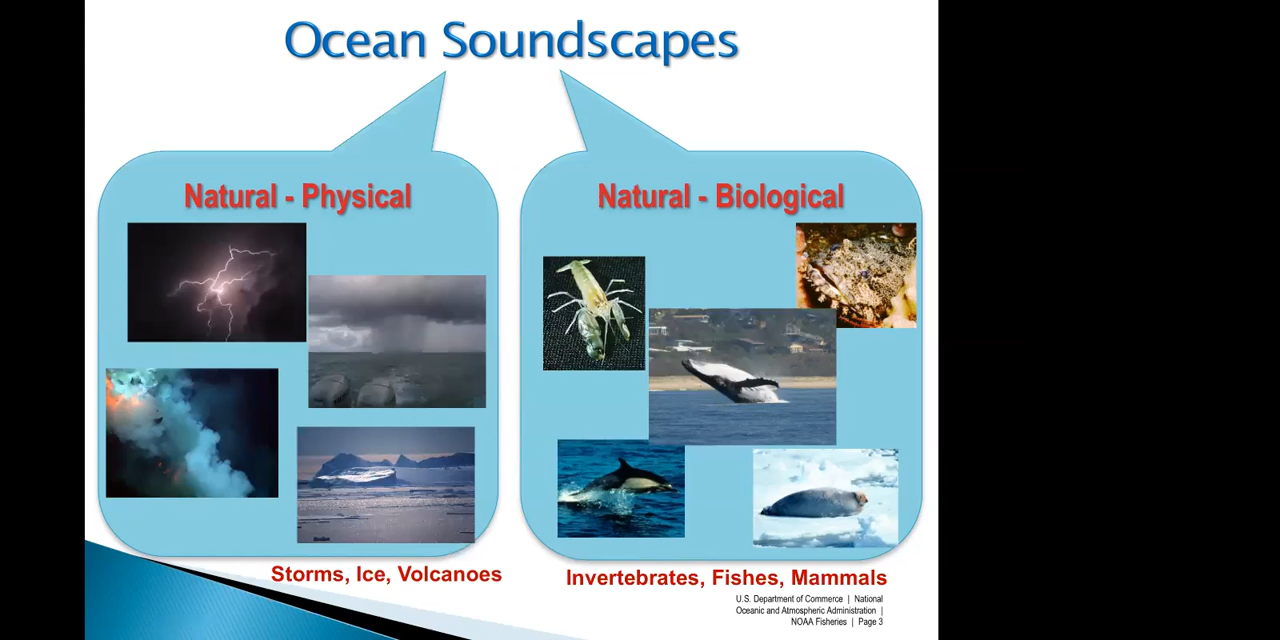 Ocean Soundscapes
Natural - Physical
Natural - Biological
Storms, Ice, Volcanoes
Invertebrates, Fishes, Mammals
U.S. Department of Commerce | National
Oceanic and Atmospheric Administration |
NOAA Fisheries | Page 3